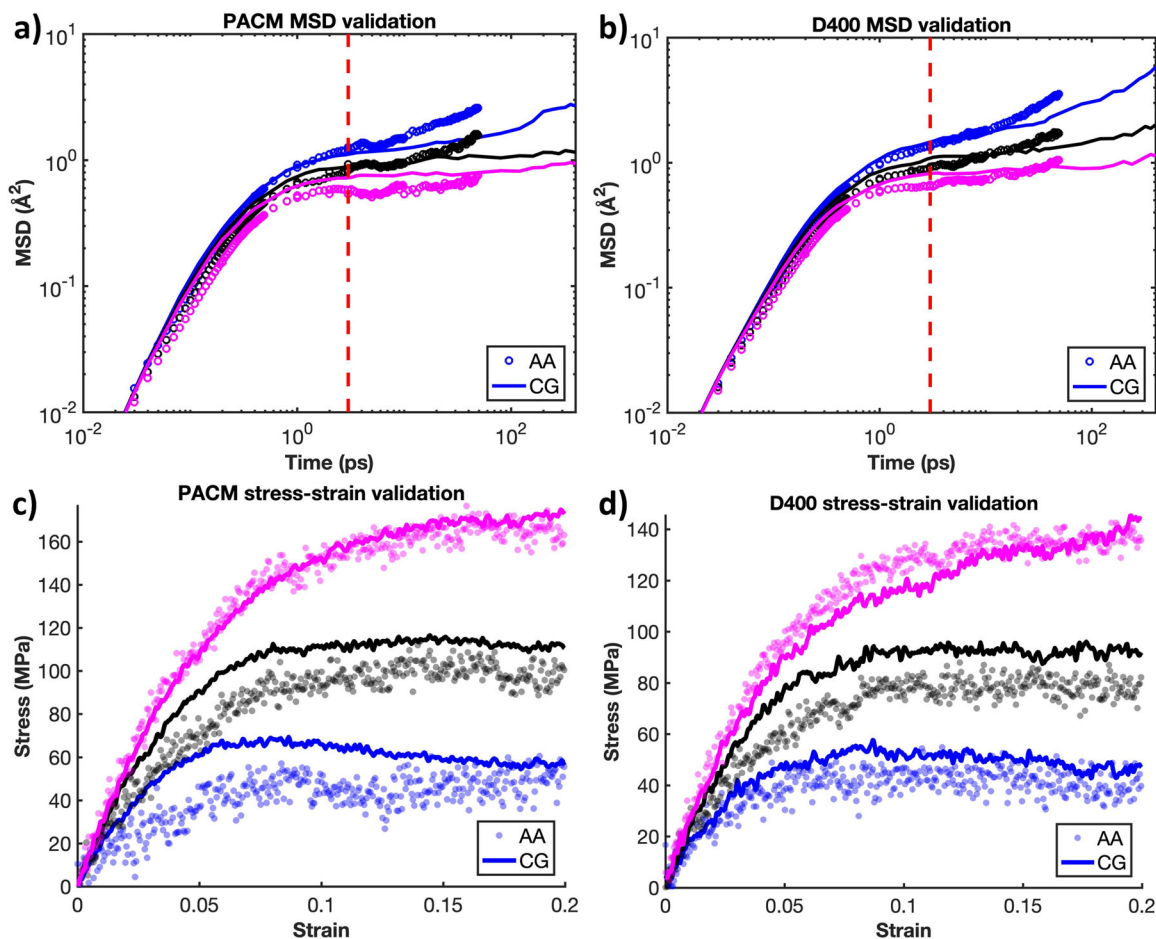 a)
PACM MSD validation
10^1
10^0
10^-1
10^-2
MSD (Å^2)
10^-2
10^0
10^2
Time (ps)
AA
CG
b)
D400 MSD validation
10^1
10^0
10^-1
10^-2
MSD (Å^2)
10^-2
10^0
10^2
Time (ps)
AA
CG
c)
PACM stress-strain validation
160
140
120
100
80
60
40
20
0
Stress (MPa)
0
0.05
0.1
0.15
0.2
Strain
AA
CG
d)
D400 stress-strain validation
140
120
100
80
60
40
20
0
Stress (MPa)
0
0.05
0.1
0.15
0.2
Strain
AA
CG